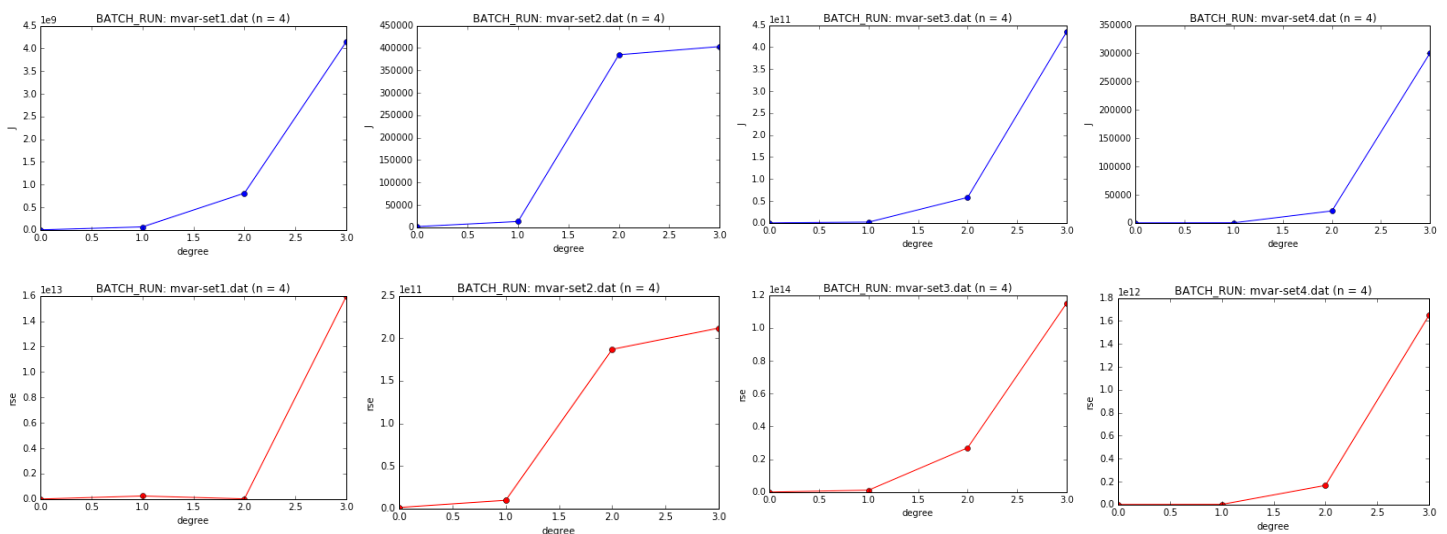 BATCH_RUN: mvar-set1.dat (n = 4)
1e9
4.5
4.0
3.5
3.0
2.5
2.0
1.5
1.0
0.5
0.0
J
0.0 0.5 1.0 1.5 2.0 2.5 3.0
degree
BATCH_RUN: mvar-set2.dat (n = 4)
450000
400000
350000
300000
250000
200000
150000
100000
50000
0
J
0.0 0.5 1.0 1.5 2.0 2.5 3.0
degree
BATCH_RUN: mvar-set3.dat (n = 4)
1e11
4.5
4.0
3.5
3.0
2.5
2.0
1.5
1.0
0.5
0.0
J
0.0 0.5 1.0 1.5 2.0 2.5 3.0
degree
BATCH_RUN: mvar-set4.dat (n = 4)
350000
300000
250000
200000
150000
100000
50000
0
J
0.0 0.5 1.0 1.5 2.0 2.5 3.0
degree
BATCH_RUN: mvar-set1.dat (n = 4)
1e13
1.6
1.4
1.2
1.0
0.8
0.6
0.4
0.2
0.0
rse
0.0 0.5 1.0 1.5 2.0 2.5 3.0
degree
BATCH_RUN: mvar-set2.dat (n = 4)
1e11
2.5
2.0
1.5
1.0
0.5
0.0
rse
0.0 0.5 1.0 1.5 2.0 2.5 3.0
degree
BATCH_RUN: mvar-set3.dat (n = 4)
1e14
1.2
1.0
0.8
0.6
0.4
0.2
0.0
rse
0.0 0.5 1.0 1.5 2.0 2.5 3.0
degree
BATCH_RUN: mvar-set4.dat (n = 4)
1e12
1.8
1.6
1.4
1.2
1.0
0.8
0.6
0.4
0.2
0.0
rse
0.0 0.5 1.0 1.5 2.0 2.5 3.0
degree